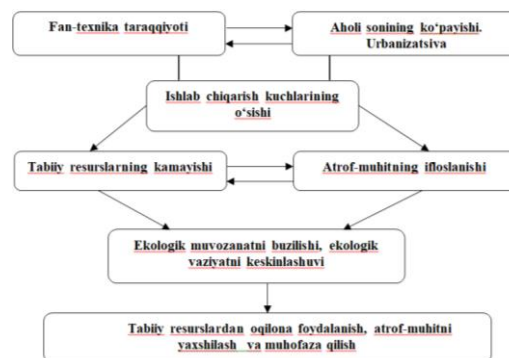 Fan-texnika taraqqiyoti
Aholi sonining ko‘payishi.
Urbanizatsiva
Ishlab chiqarish kuchlarining
o‘sishi
Tabiiy resurslarning kamayishi
Atrof-muhitning ifloslanishi
Ekologik muvozanatni buzilishi, ekologik
vaziyatni keskinlashuvi
Tabiiy resurslardan oqilona foydalanish, atrof-muhitni
yaxshilash va muhofaza qilish